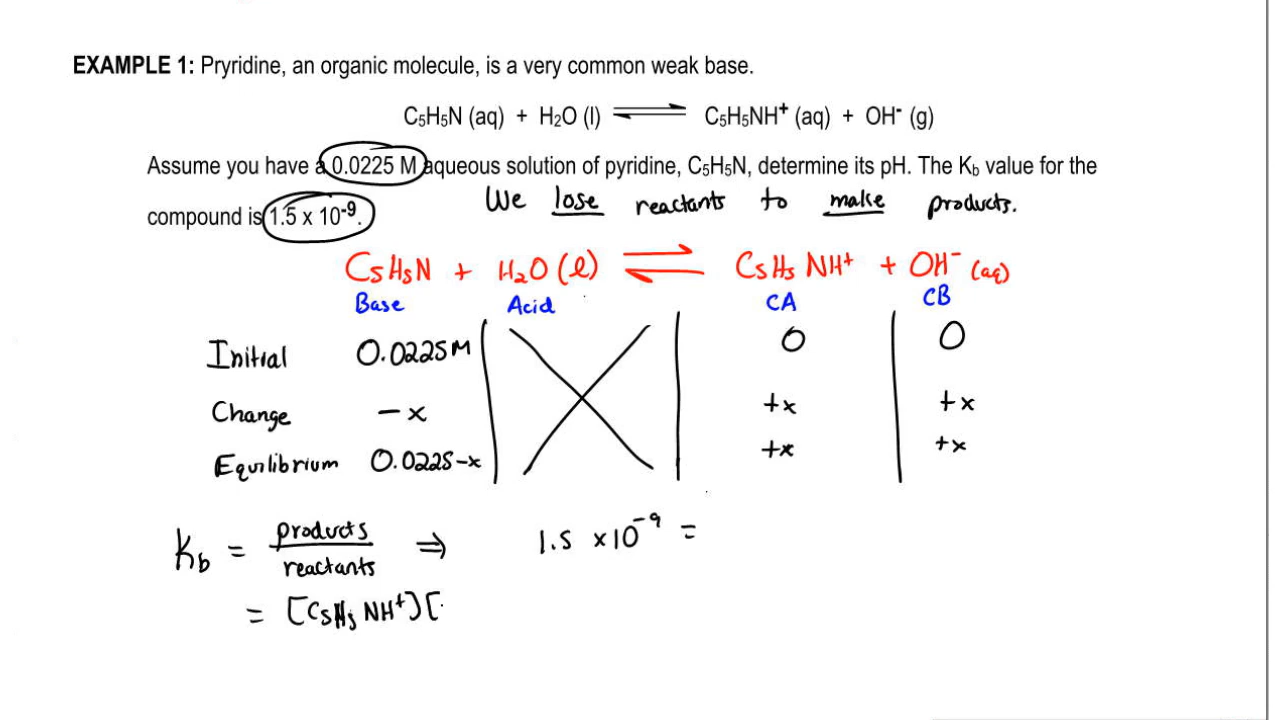 EXAMPLE 1: Pryridine, an organic molecule, is a very common weak base.
C5H5N (aq) + H2O (l) ⇌ C5H5NH⁺ (aq) + OH⁻ (g)
Assume you have a 0.0225 M aqueous solution of pyridine, C5H5N, determine its pH. The Kb value for the
compound is 1.5 x 10⁻⁹.
We lose reactants to make products.
C5H5N + H2O (l) ⇌ C5H5NH⁺ + OH⁻ (aq)
Base Acid CA CB
Initial 0.0225M 0 0
Change -x +x +x
Equilibrium 0.0225-x +x +x
Kb = products/reactants ⇒ 1.5 x10⁻⁹ =
= [C5H5NH⁺][